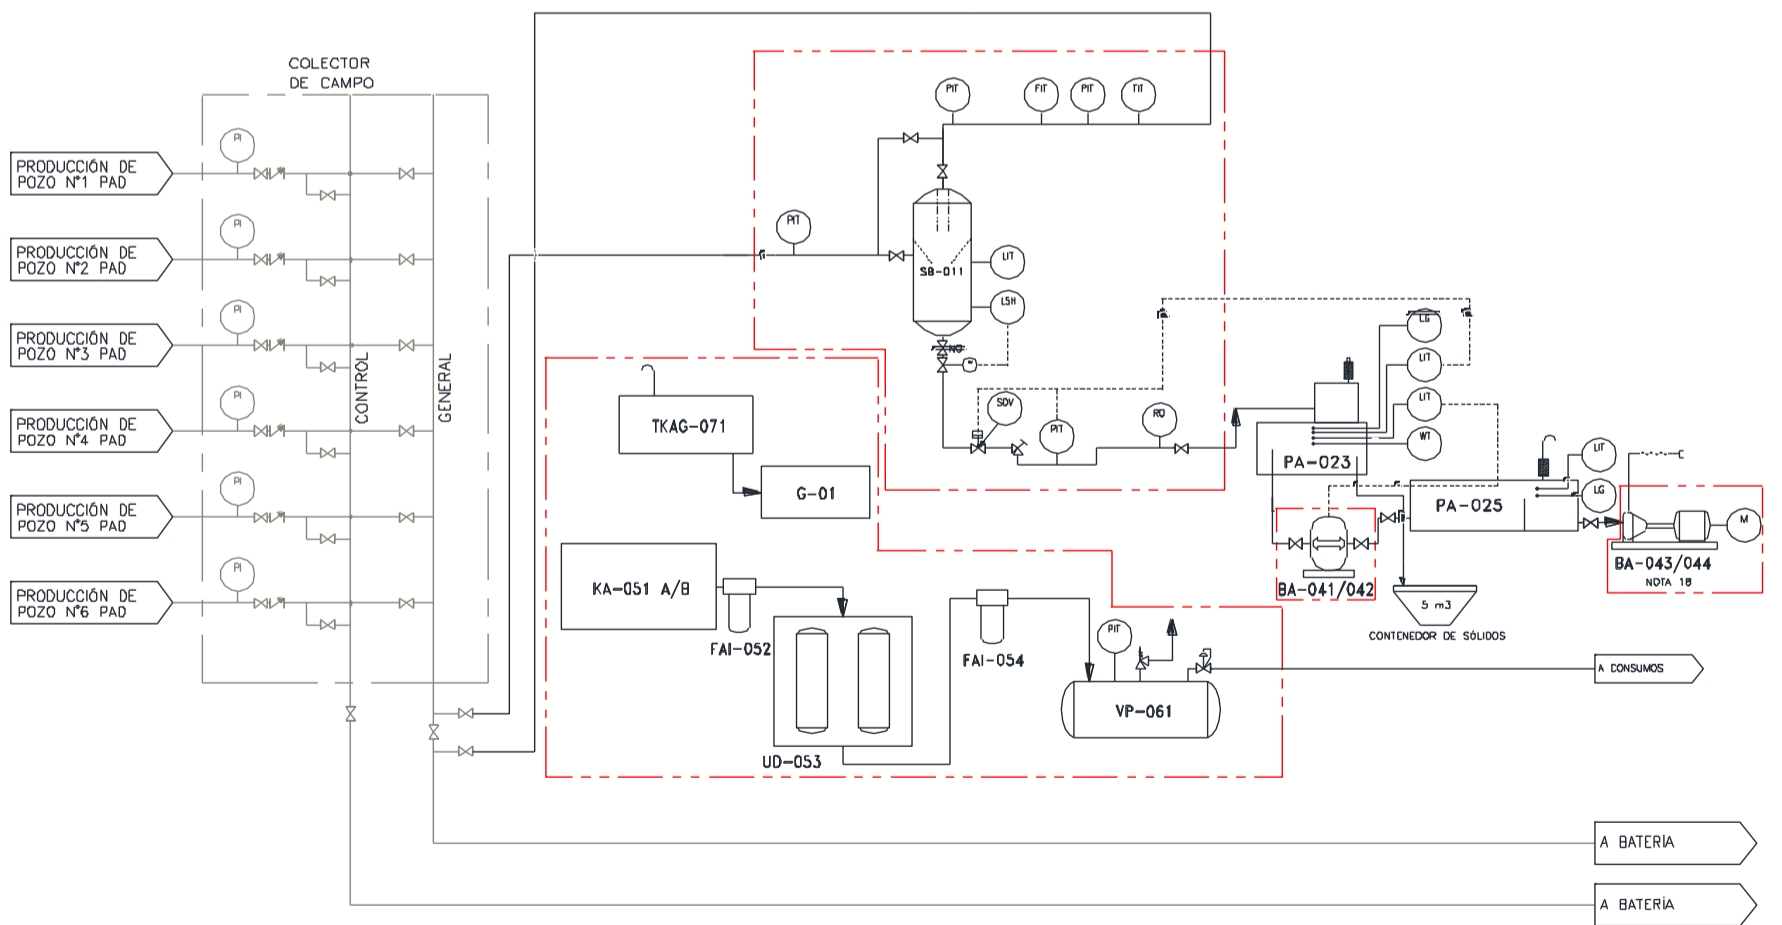 COLECTOR
DE CAMPO
PRODUCCIÓN DE
POZO N°1 PAD
PRODUCCIÓN DE
POZO N°2 PAD
PRODUCCIÓN DE
POZO N°3 PAD
PRODUCCIÓN DE
POZO N°4 PAD
PRODUCCIÓN DE
POZO N°5 PAD
PRODUCCIÓN DE
POZO N°6 PAD
PI
PI
PI
PI
PI
PI
CONTROL
GENERAL
PIT
FIT
PIT
TIT
PIT
SB-011
LIT
LSH
NO
SDV
PIT
RO
LG
LIT
LIT
WT
PA-023
LIT
LG
PA-025
M
BA-043/044
NOTA 18
BA-041/042
5 m3
CONTENEDOR DE SÓLIDOS
TKAG-071
G-01
KA-051 A/B
FAI-052
UD-053
FAI-054
PIT
VP-061
A CONSUMOS
A BATERÍA
A BATERÍA